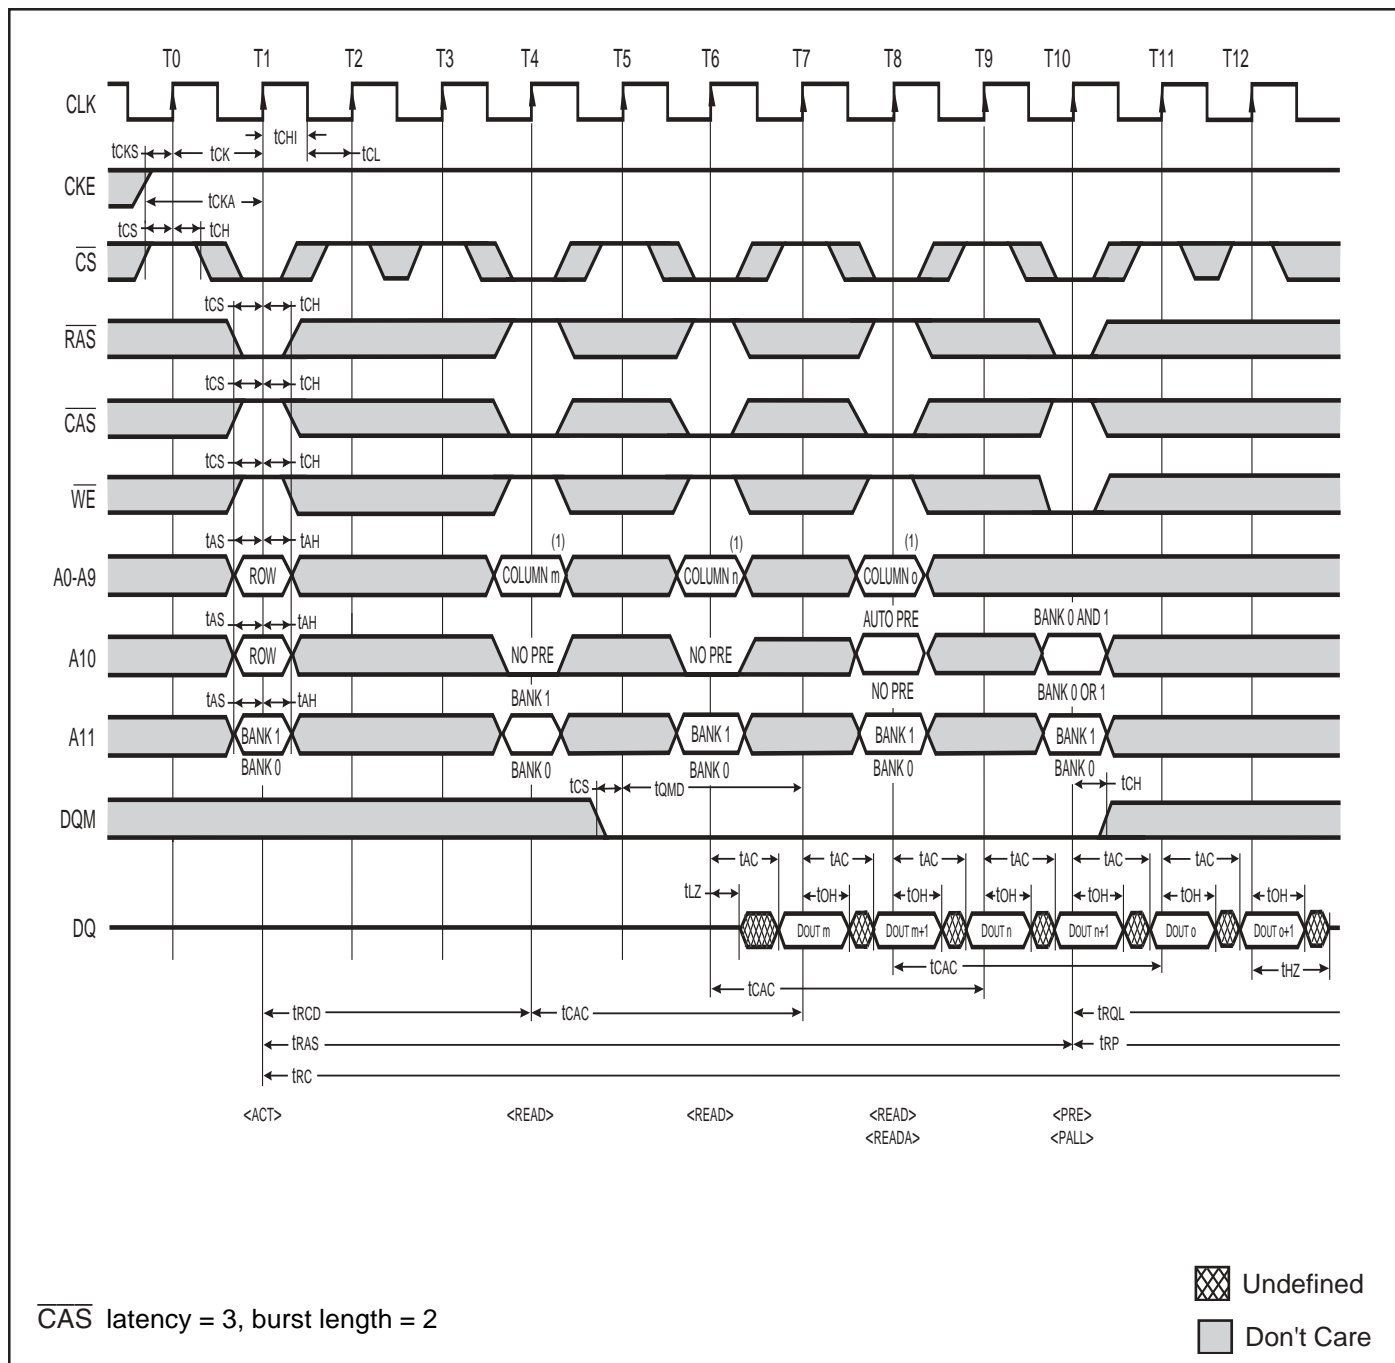 T0 T1 T2 T3 T4 T5 T6 T7 T8 T9 T10 T11 T12
CLK
tCHI
tCKS tCK tCL
CKE
tCKA
tCS tCH
CS
tCS tCH
RAS
tCS tCH
CAS
tCS tCH
WE
tAS tAH (1) (1) (1)
A0-A9 ROW COLUMN m COLUMN n COLUMN o
tAS tAH AUTO PRE BANK 0 AND 1
A10 ROW NO PRE NO PRE
tAS tAH BANK 1 NO PRE BANK 0 OR 1
A11 BANK 1 BANK 1 BANK 1 BANK 1
BANK 0 BANK 0 BANK 0 BANK 0 BANK 0
tCS tQMD tCH
DQM
tAC tAC tAC tAC tAC tAC
tLZ tOH tOH tOH tOH tOH tOH
DQ DOUT m DOUT m+1 DOUT n DOUT n+1 DOUT o DOUT o+1
tCAC tHZ
tCAC
tRCD tCAC tRQL
tRAS tRP
tRC
<ACT> <READ> <READ> <READ> <PRE>
<READA> <PALL>
Undefined
CAS latency = 3, burst length = 2
Don't Care